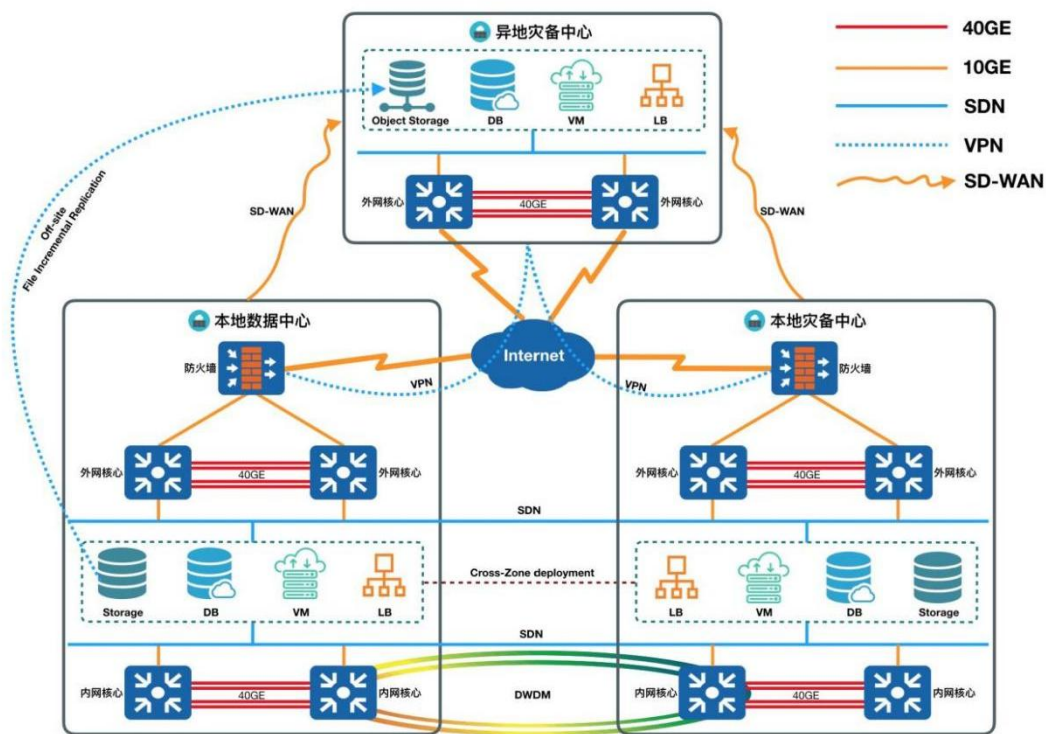 异地灾备中心
Object Storage
DB
VM
LB
外网核心
40GE
外网核心
40GE
10GE
SDN
VPN
SD-WAN
SD-WAN
SD-WAN
Off-site
File Incremental Replication
本地数据中心
防火墙
VPN
Internet
VPN
本地灾备中心
防火墙
外网核心
40GE
外网核心
外网核心
40GE
外网核心
SDN
Storage
DB
VM
LB
Cross-Zone deployment
LB
VM
DB
Storage
SDN
内网核心
40GE
内网核心
DWDM
内网核心
40GE
内网核心